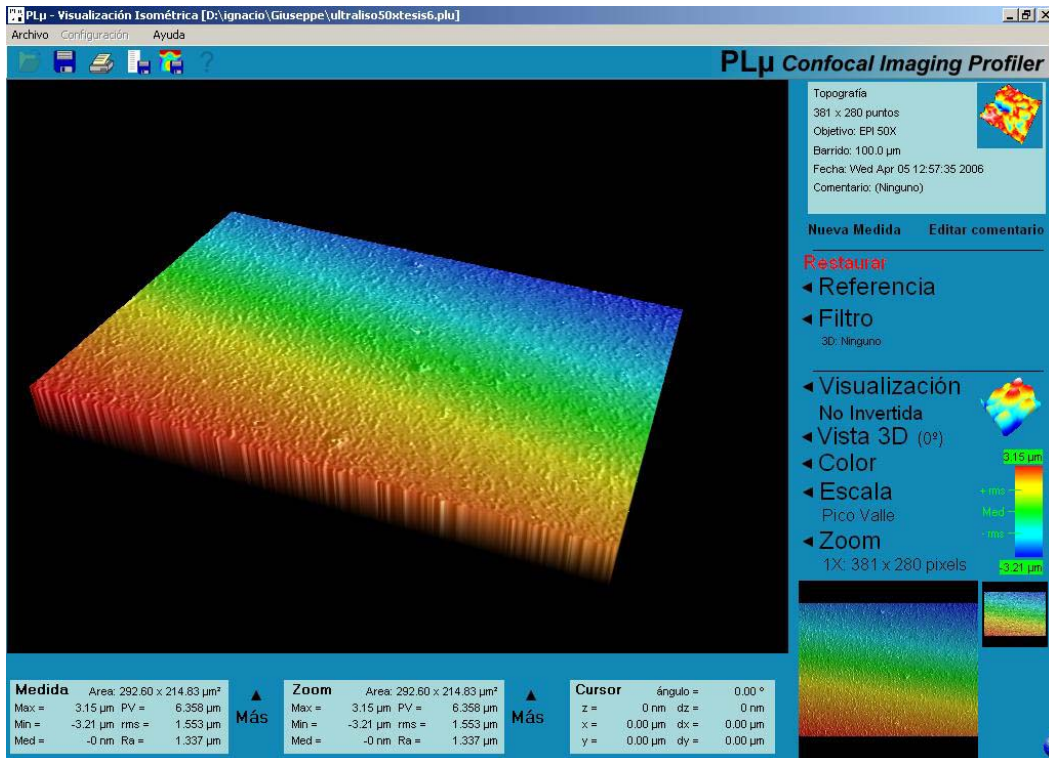 PLµ - Visualización Isométrica [D:\ignacio\Giuseppe\ultraliso50xtesis6.plu]
Archivo Configuración Ayuda
PLµ Confocal Imaging Profiler
Topografía
381 x 280 puntos
Objetivo: EPI 50X
Barrido: 100.0 µm
Fecha: Wed Apr 05 12:57:35 2006
Comentario: (Ninguno)
Nueva Medida Editar comentario
Restaurar
Referencia
Filtro
3D: Ninguno
Visualización
No Invertida
Vista 3D (0º)
Color
3.15 µm
Escala
+ rms
Pico Valle
Med
Zoom
- rms
1X: 381 x 280 pixels
-3.21 µm
Medida Area: 292.60 x 214.83 µm²
Max = 3.15 µm PV = 6.358 µm
Min = -3.21 µm rms = 1.553 µm
Med = -0 nm Ra = 1.337 µm
Más
Zoom Area: 292.60 x 214.83 µm²
Max = 3.15 µm PV = 6.358 µm
Min = -3.21 µm rms = 1.553 µm
Med = -0 nm Ra = 1.337 µm
Más
Cursor ángulo = 0.00 °
z = 0 nm dz = 0 nm
x = 0.00 µm dx = 0.00 µm
y = 0.00 µm dy = 0.00 µm